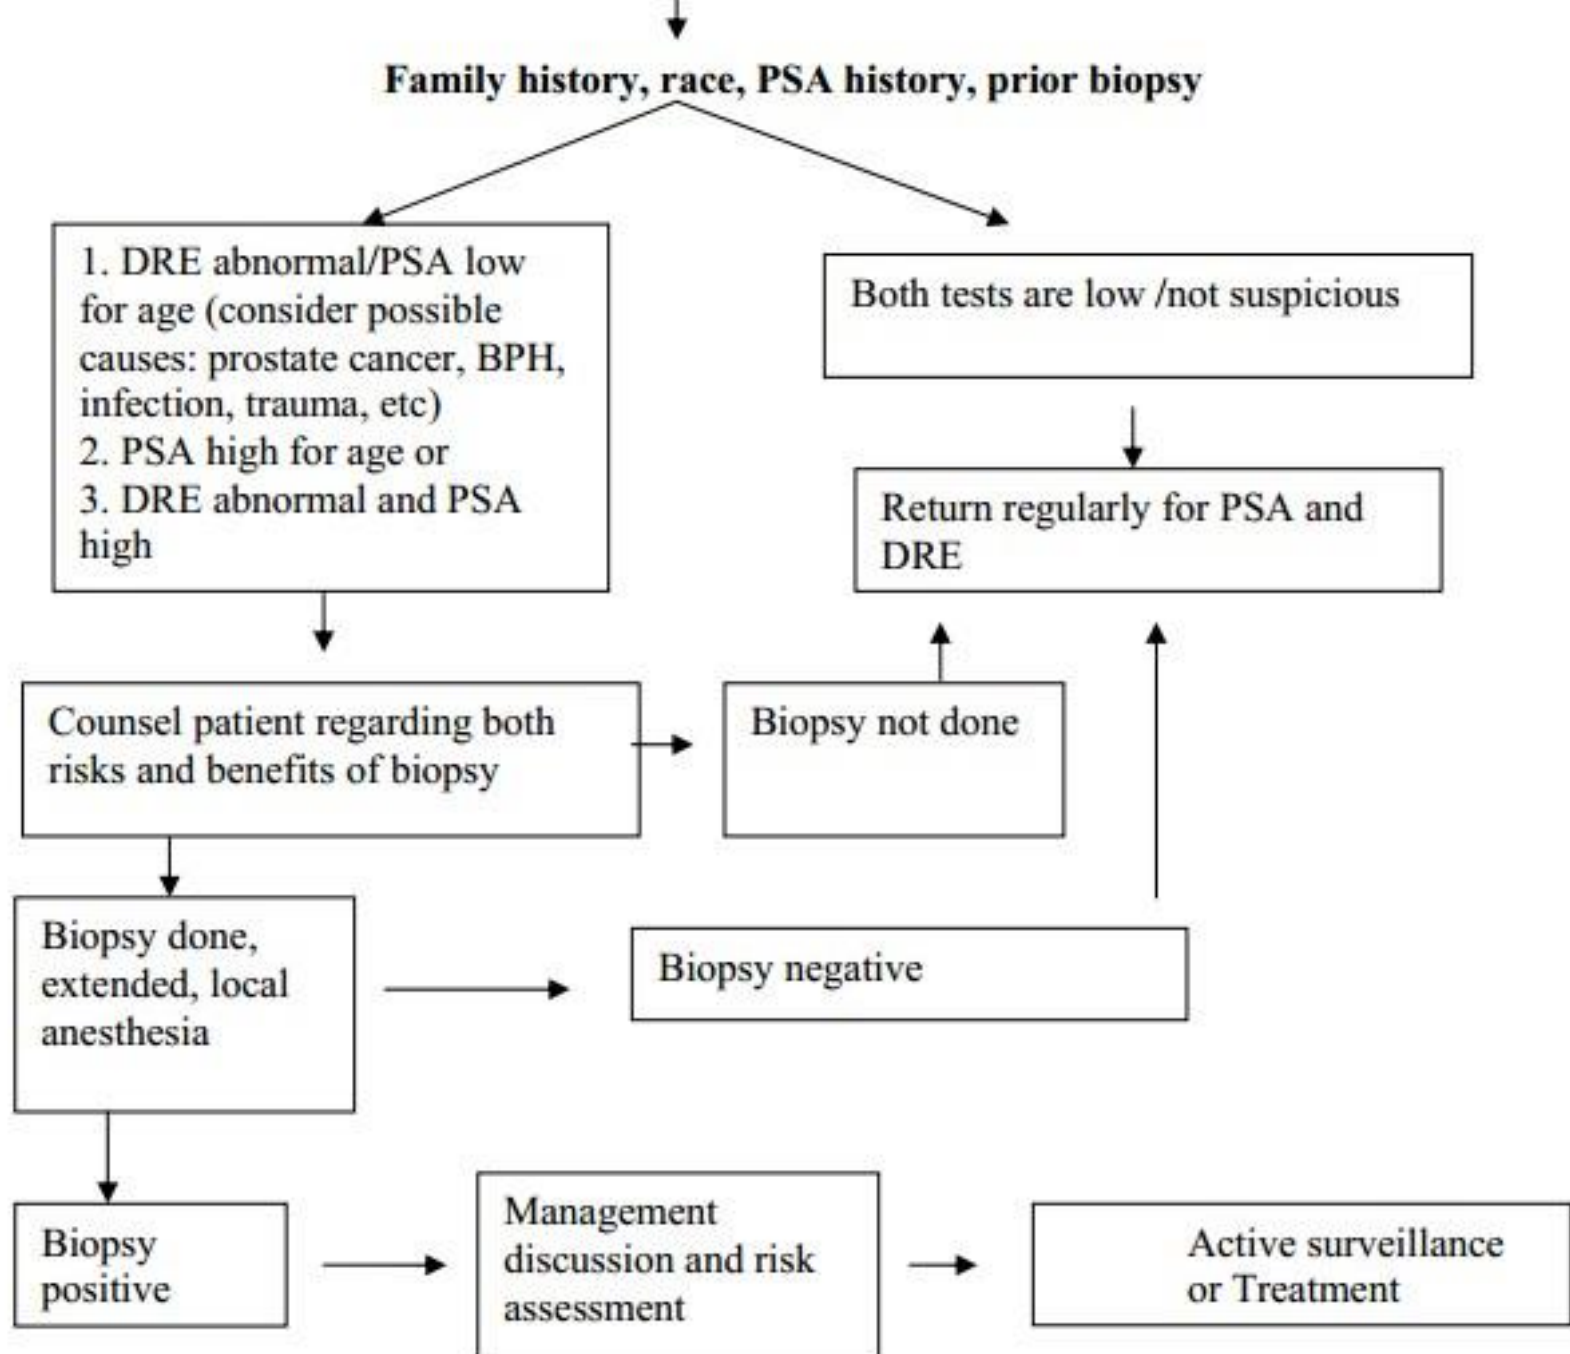 Family history, race, PSA history, prior biopsy
1. DRE abnormal/PSA low
for age (consider possible
causes: prostate cancer, BPH,
infection, trauma, etc)
2. PSA high for age or
3. DRE abnormal and PSA
high
Both tests are low /not suspicious
Return regularly for PSA and
DRE
Counsel patient regarding both
risks and benefits of biopsy
Biopsy not done
Biopsy done,
extended, local
anesthesia
Biopsy negative
Biopsy
positive
Management
discussion and risk
assessment
Active surveillance
or Treatment